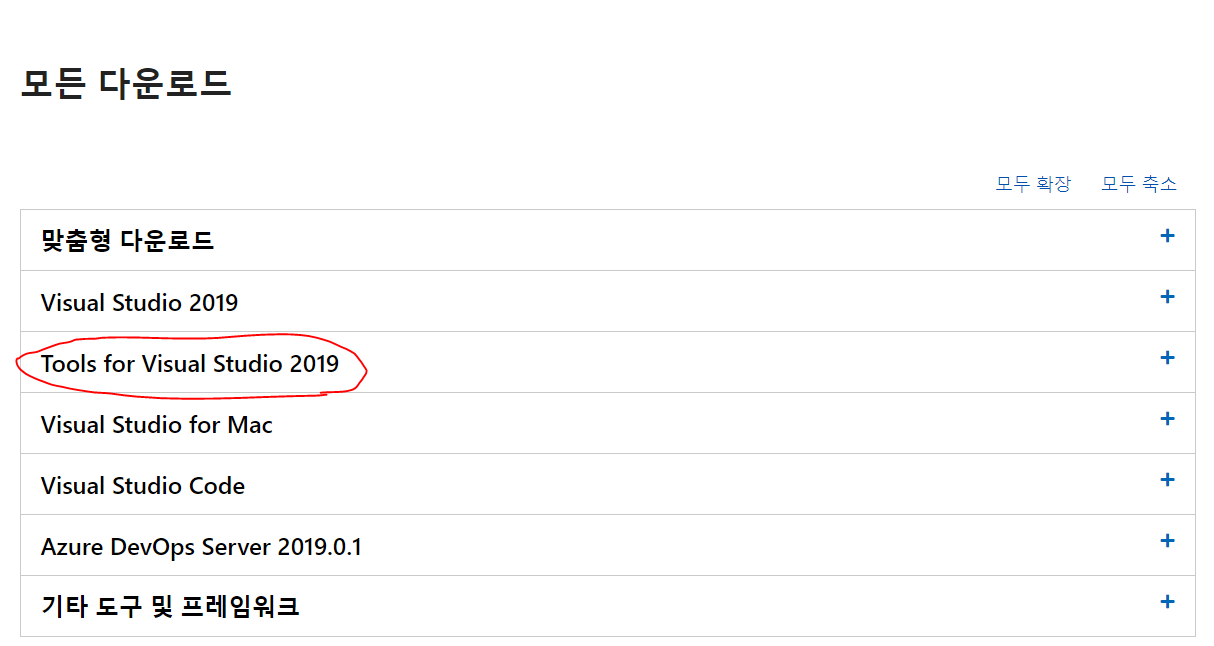 모든 다운로드
모두 확장 모두 축소
맞춤형 다운로드 +
Visual Studio 2019 +
Tools for Visual Studio 2019 +
Visual Studio for Mac +
Visual Studio Code +
Azure DevOps Server 2019.0.1 +
기타 도구 및 프레임워크 +